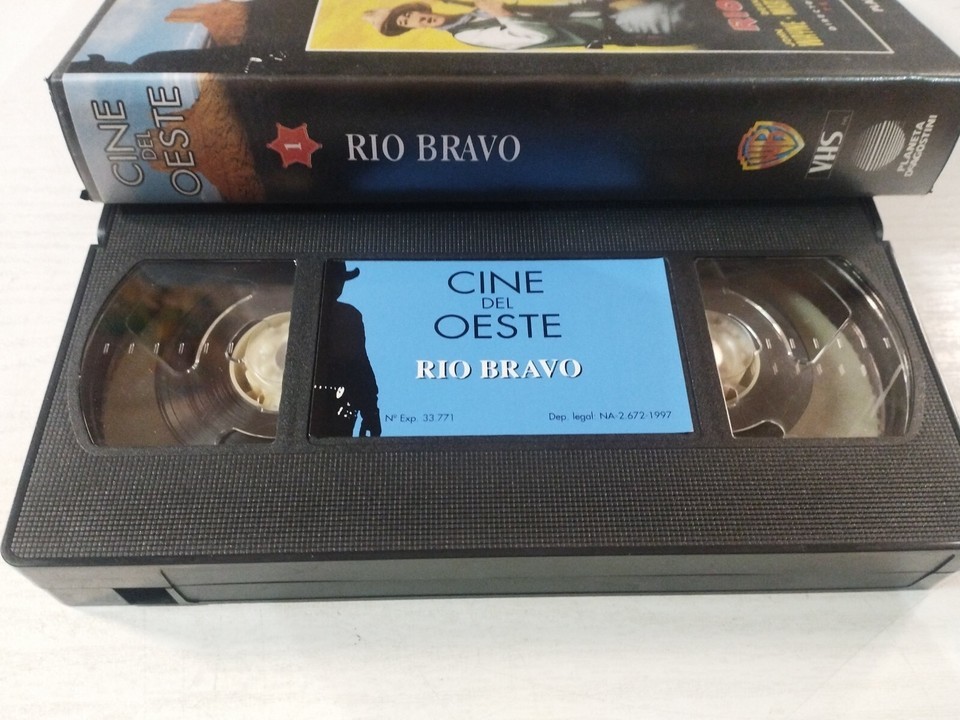 CINE
DEL
OESTE
1
RIO BRAVO
WB
VHS
PLANETA
DeAGOSTINI
CINE
DEL
OESTE
RIO BRAVO
Nº Exp. 33.771
Dep. legal: NA-2.672-1997